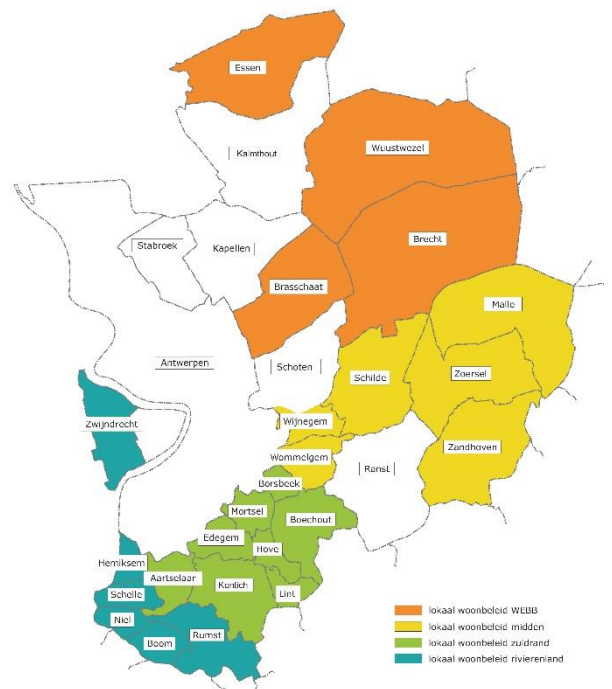 Essen
Kalmthout
Wuustwezel
Brecht
Stabroek
Kapellen
Brasschaat
Malle
Antwerpen
Schoten
Schilde
Zoersel
Zwijndrecht
Wijnegem
Zandhoven
Wommelgem
Ranst
Borsbeek
Mortsel
Boechout
Edegem
Hove
Hemiksem
Aartselaar
Kontich
Lint
Schelle
Niel
Rumst
Boom
lokaal woonbeleid WEBB
lokaal woonbeleid midden
lokaal woonbeleid zuidrand
lokaal woonbeleid rivierenland